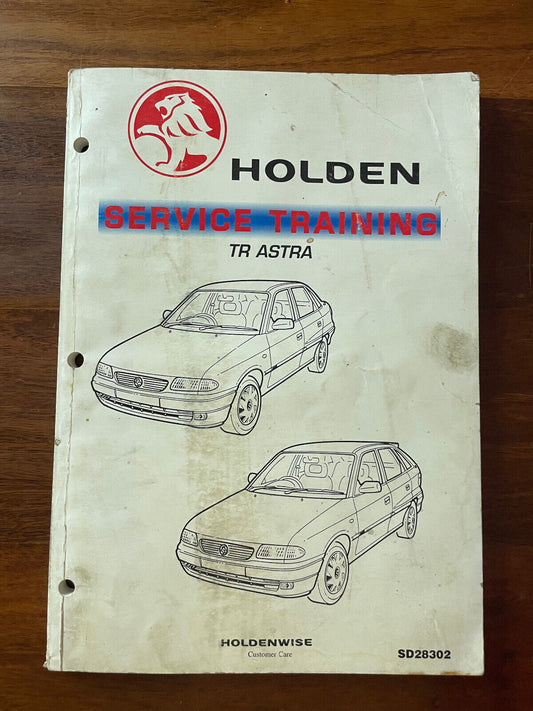 HOLDEN
SERVICE TRAINING
TR ASTRA
HOLDENWISE
Customer Care
SD28302